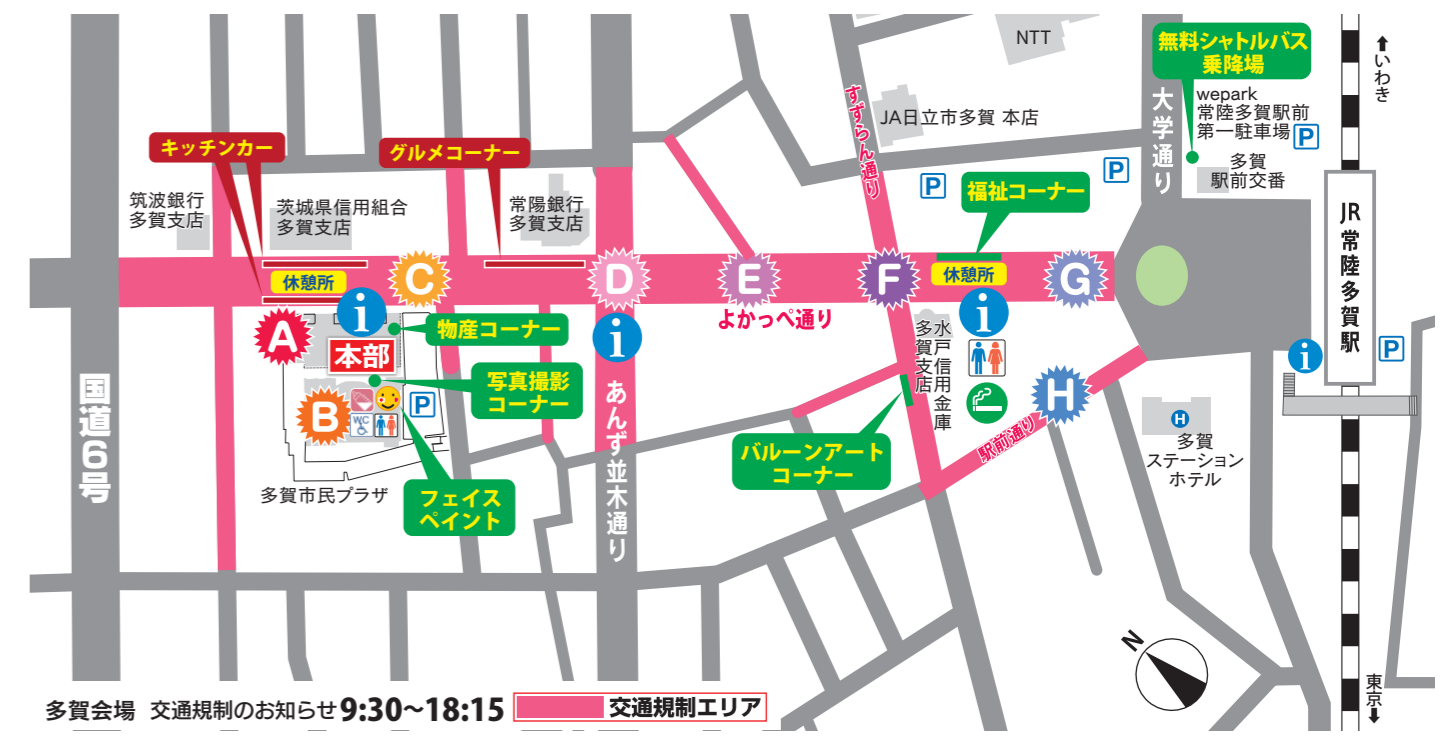 NTT
無料シャトルバス
乗降場
↑いわき
すずらん通り
大学通り
wepark
常陸多賀駅前
第一駐車場
P
JA日立市多賀 本店
キッチンカー
グルメコーナー
多賀
駅前交番
P
P
福祉コーナー
筑波銀行
多賀支店
茨城県信用組合
多賀支店
常陽銀行
多賀支店
JR常陸多賀駅
休憩所
C
D
E
F
休憩所
G
i
i
A
物産コーナー
よかっぺ通り
本部
i
水戸信用金庫
多賀支店
i
P
写真撮影
コーナー
国道6号
B
P
WC
あんず並木通り
H
H
多賀
ステーション
ホテル
駅前通り
バルーンアート
コーナー
多賀市民プラザ
フェイス
ペイント
N
東京↓
多賀会場 交通規制のお知らせ 9:30~18:15 交通規制エリア